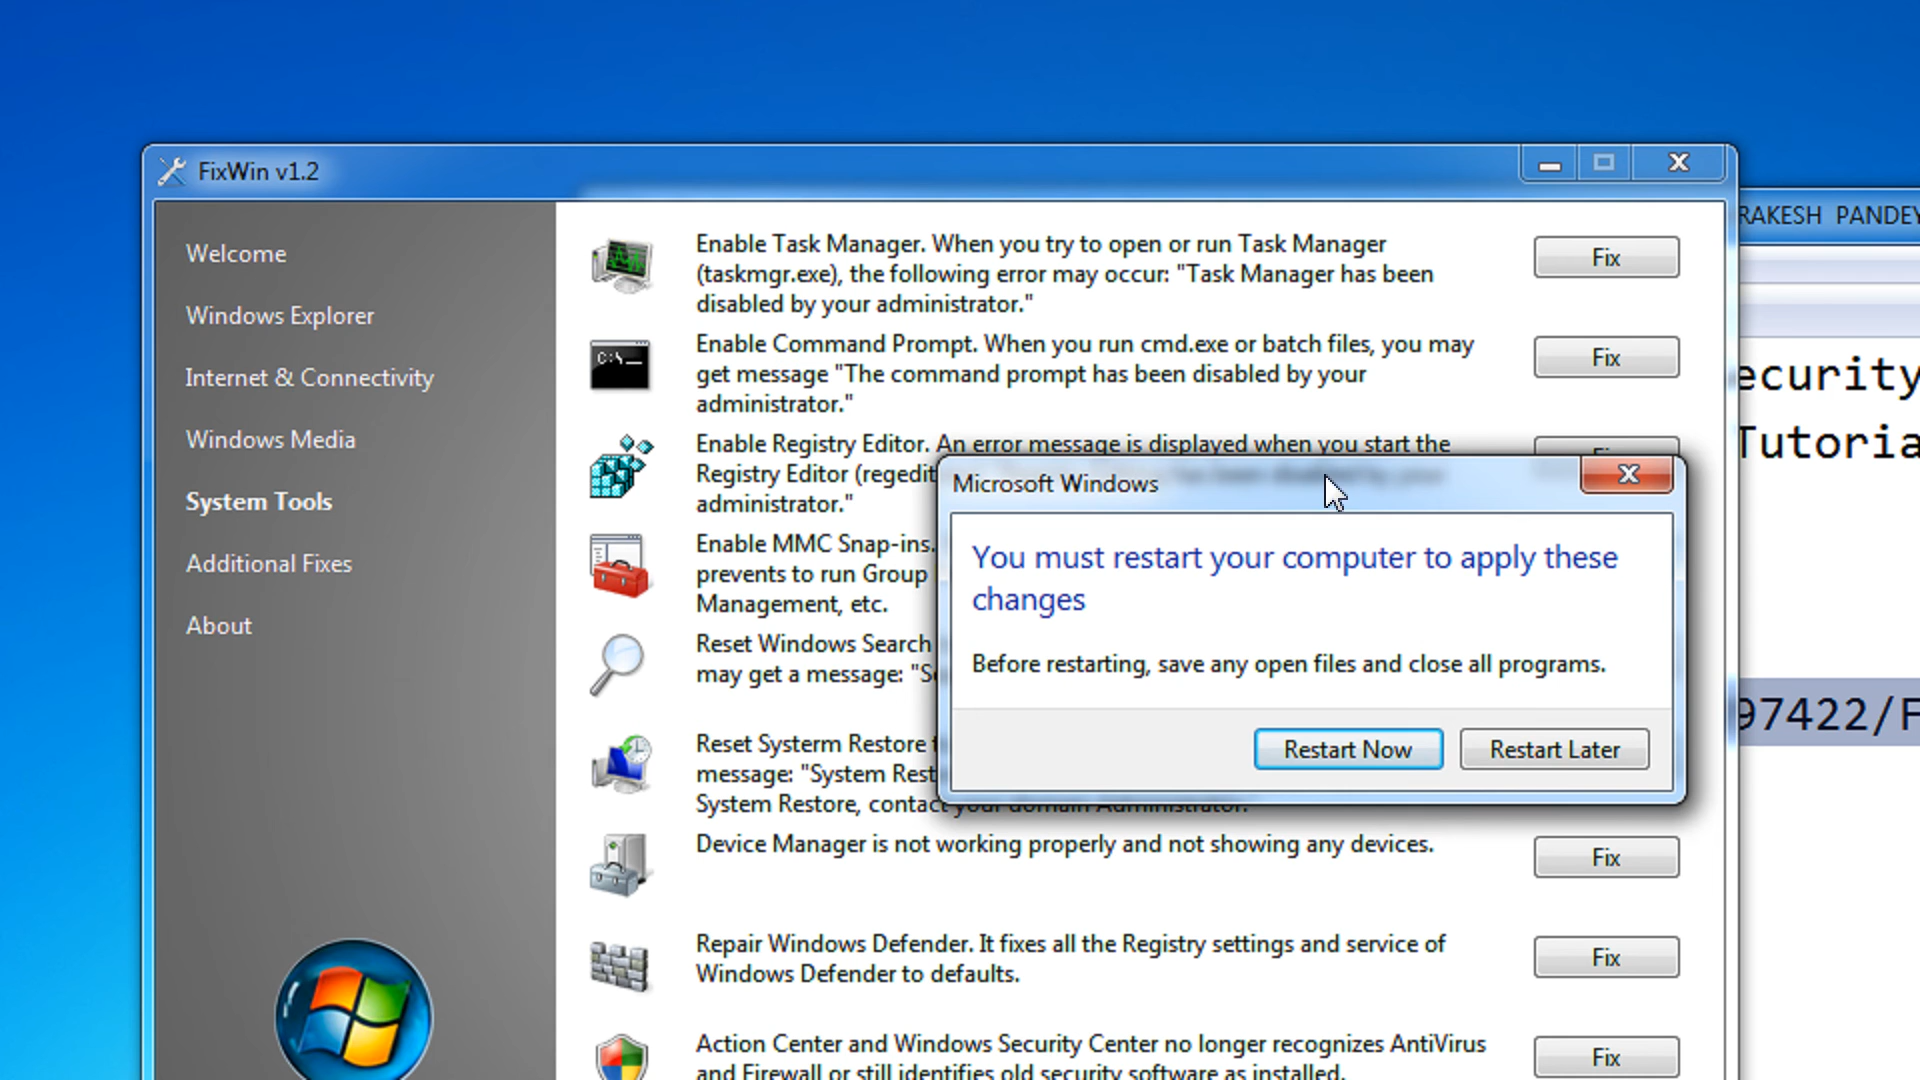 FixWin v1.2
RAKESH PANDEY
Welcome
Windows Explorer
Internet & Connectivity
Windows Media
System Tools
Additional Fixes
About
Enable Task Manager. When you try to open or run Task Manager
(taskmgr.exe), the following error may occur: "Task Manager has been
disabled by your administrator."
Fix
Enable Command Prompt. When you run cmd.exe or batch files, you may
get message "The command prompt has been disabled by your
administrator."
Fix
Enable Registry Editor. An error message is displayed when you start the
Registry Editor (regedit
administrator."
Enable MMC Snap-ins.
prevents to run Group
Management, etc.
Reset Windows Search
may get a message: "S
Reset Systerm Restore
message: "System Rest
System Restore, contact your domain Administrator."
Device Manager is not working properly and not showing any devices.
Fix
Repair Windows Defender. It fixes all the Registry settings and service of
Windows Defender to defaults.
Fix
Action Center and Windows Security Center no longer recognizes AntiVirus
and Firewall or still identifies old security software as installed.
Fix
Microsoft Windows
You must restart your computer to apply these
changes
Before restarting, save any open files and close all programs.
Restart Now
Restart Later
ecurity
Tutoria
97422/F